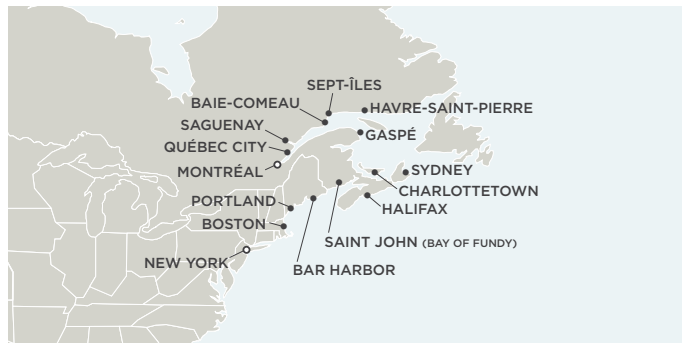 SEPT-ÎLES
BAIE-COMEAU
HAVRE-SAINT-PIERRE
SAGUENAY
GASPÉ
QUÉBEC CITY
MONTRÉAL
SYDNEY
CHARLOTTETOWN
PORTLAND
HALIFAX
BOSTON
SAINT JOHN (BAY OF FUNDY)
NEW YORK
BAR HARBOR